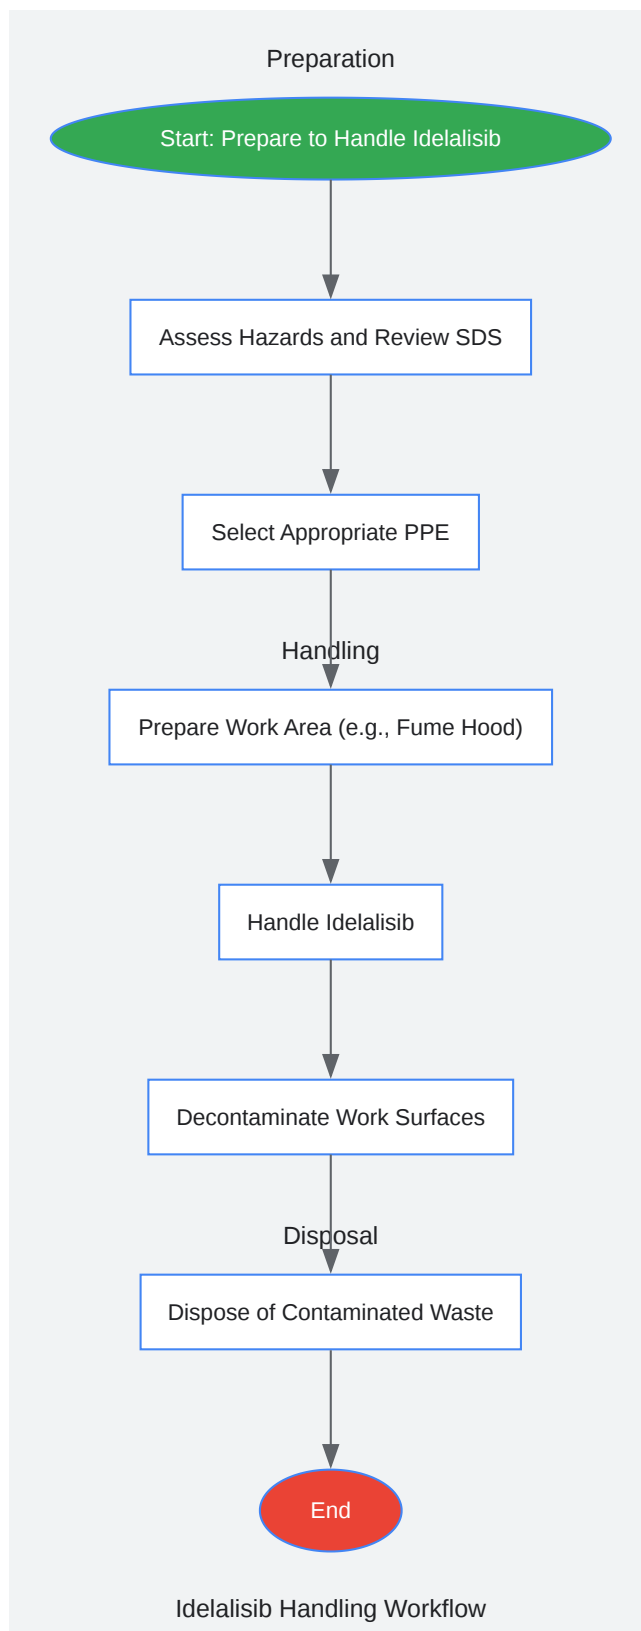 Preparation
Start: Prepare to Handle Idelalisib
Assess Hazards and Review SDS
Select Appropriate PPE
Handling
Prepare Work Area (e.g., Fume Hood)
Handle Idelalisib
Decontaminate Work Surfaces
Disposal
Dispose of Contaminated Waste
End
Idelalisib Handling Workflow